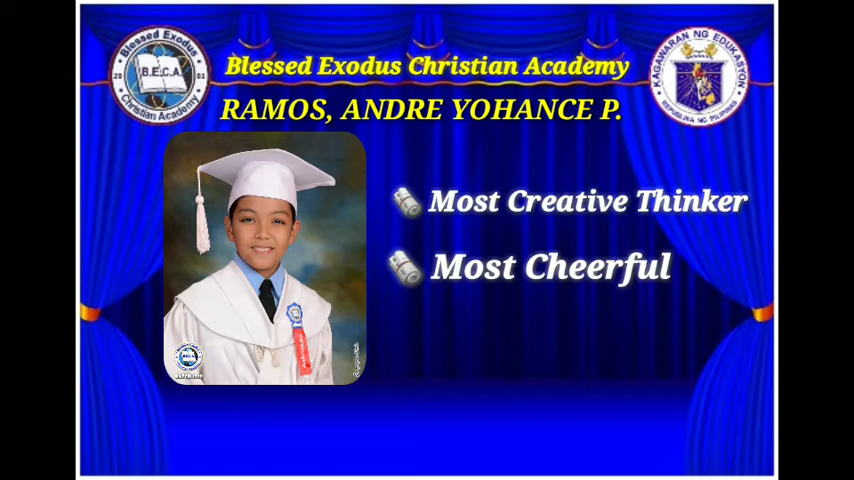 Blessed Exodus Christian Academy
RAMOS, ANDRE YOHANCE P.
Most Creative Thinker
Most Cheerful
Blessed Exodus
20 01
B.E.C.A.
Christian Academy
KAGAWARAN NG EDUKASYON
REPUBLIKA NG PILIPINAS